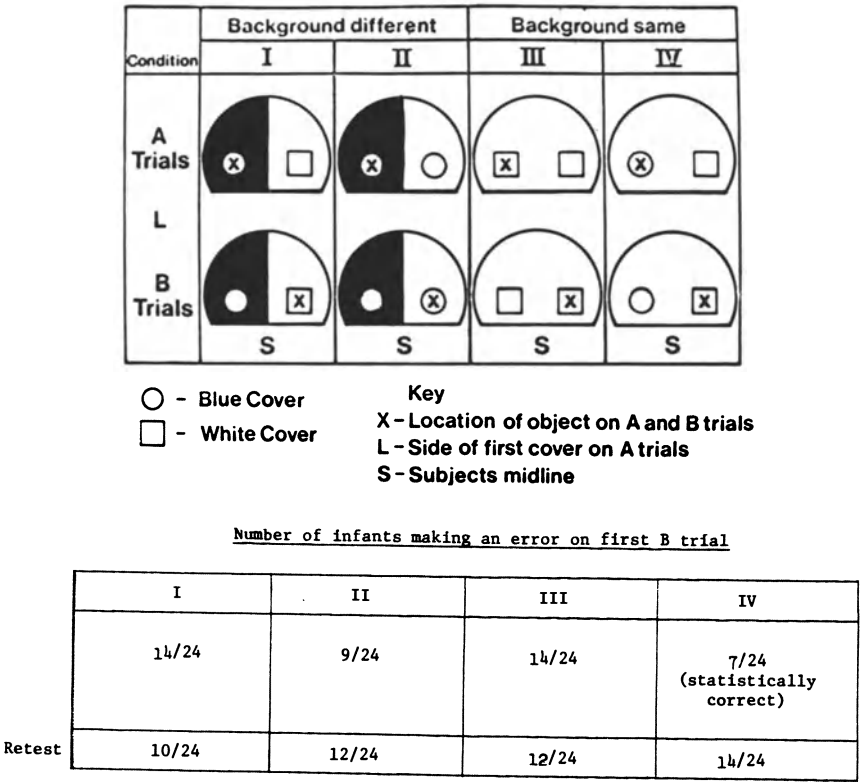 Background different Background same
Condition I II III IV
A
Trials X X X X
L
B
Trials X X X X
S S S S
- Blue Cover
- White Cover
Key
X - Location of object on A and B trials
L - Side of first cover on A trials
S - Subjects midline
Number of infants making an error on first B trial
I II III IV
14/24 9/24 14/24 7/24
(statistically
correct)
Retest 10/24 12/24 12/24 14/24